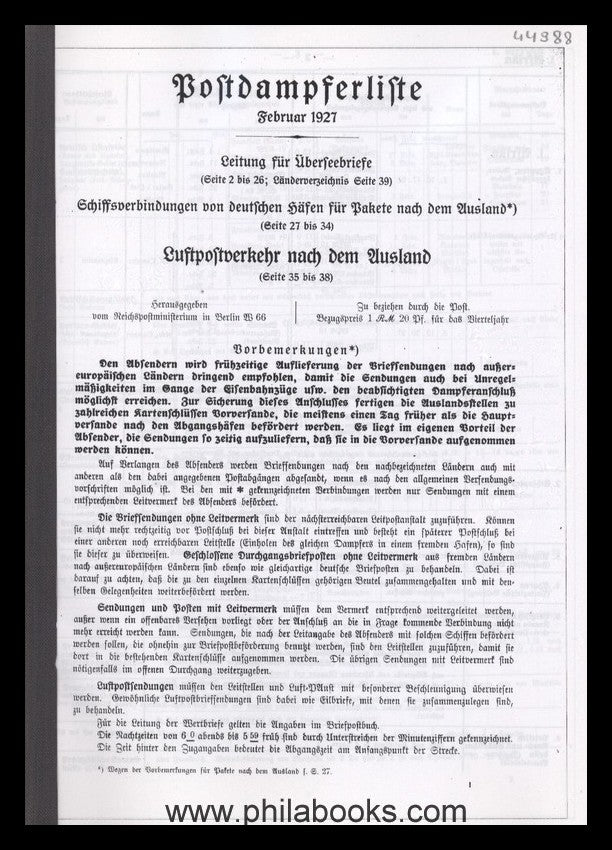 44988
Postdampferliste
Februar 1927
Leitung für Überseebriefe
(Seite 2 bis 26; Länderverzeichnis Seite 39)
Schiffsverbindungen von deutschen Häfen für Pakete nach dem Ausland*)
(Seite 27 bis 34)
Luftpostverkehr nach dem Ausland
(Seite 35 bis 38)
Herausgegeben
vom Reichspostministerium in Berlin W 66
Zu beziehen durch die Post.
Bezugspreis 1 RM 20 Pf. für das Vierteljahr
Vorbemerkungen*)
Den Absendern wird frühzeitige Auflieferung der Briefsendungen nach außer-
europäischen Ländern dringend empfohlen, damit die Sendungen auch bei Unregel-
mäßigkeiten im Gange der Eisenbahnzüge usw. den beabsichtigten Dampferanschluß
möglichst erreichen. Zur Sicherung dieses Anschlusses fertigen die Auslandsstellen zu
zahlreichen Kartenschlüssen Vorversande, die meistens einen Tag früher als die Haupt-
versande nach den Abgangshäfen befördert werden. Es liegt im eigenen Vorteil der
Absender, die Sendungen so zeitig aufzuliefern, daß sie in die Vorversande aufgenommen
werden können.
Auf Verlangen des Absenders werden Briefsendungen nach den nachbezeichneten Ländern auch mit
anderen als den dabei angegebenen Postabgängen abgesandt, wenn es nach den allgemeinen Versendungs-
vorschriften möglich ist. Bei den mit * gekennzeichneten Verbindungen werden nur Sendungen mit einem
entsprechenden Leitvermerk des Absenders befördert.
Die Briefsendungen ohne Leitvermerk sind der nächsterreichbaren Leitpostanstalt zuzuführen. Können
sie nicht mehr rechtzeitig vor Postschluß bei dieser Anstalt eintreffen und besteht ein späterer Postschluß bei
einer anderen noch erreichbaren Leitstelle (Einholen des gleichen Dampfers in einem fremden Hafen), so sind
sie dieser zu überweisen. Geschlossene Durchgangsbriefposten ohne Leitvermerk aus fremden Ländern
nach außereuropäischen Ländern sind ebenso wie gleichartige deutsche Briefposten zu behandeln. Dabei ist
darauf zu achten, daß die zu den einzelnen Kartenschlüssen gehörigen Beutel zusammengehalten und mit den-
selben Gelegenheiten weiterbefördert werden.
Sendungen und Posten mit Leitvermerk müssen dem Vermerk entsprechend weitergeleitet werden,
außer wenn ein offenbares Versehen vorliegt oder der Anschluß an die in Frage kommende Verbindung nicht
mehr erreicht werden kann. Sendungen, die nach der Leitangabe des Absenders mit solchen Schiffen befördert
werden sollen, die ohnehin zur Briefpostbeförderung benutzt werden, sind den Leitstellen zuzuführen, damit sie
dort in die bestehenden Kartenschlüsse aufgenommen werden. Die übrigen Sendungen mit Leitvermerk sind
nötigenfalls im offenen Durchgang weiterzugeben.
Luftpostsendungen müssen den Leitstellen und Luft-PAnst mit besonderer Beschleunigung überwiesen
werden. Gewöhnliche Luftpostbriefsendungen sind dabei wie Eilbriefe, mit denen sie zusammenzulegen sind,
zu behandeln.
Für die Leitung der Wertbriefe gelten die Angaben im Briefpostbuch.
Die Nachtzeiten von 6 0 abends bis 5 59 früh sind durch Unterstreichen der Minutenziffern gekennzeichnet.
Die Zeit hinter den Zugangaben bedeutet die Abgangszeit am Anfangspunkt der Strecke.
*) Wegen der Vorbemerkungen für Pakete nach dem Ausland s. S. 27.
1
www.philabooks.com